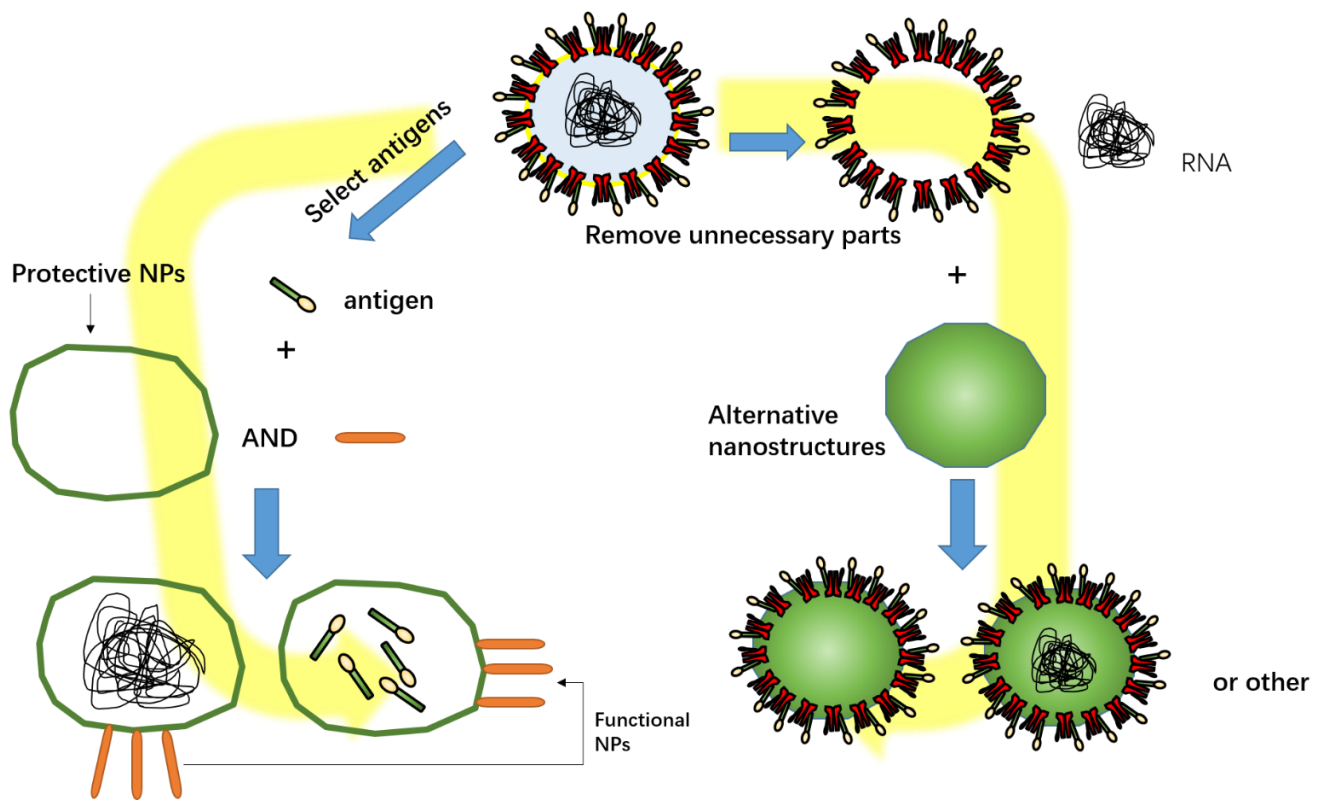 Select antigens
RNA
Remove unnecessary parts
Protective NPs
antigen
+
+
Alternative
nanostructures
AND
Functional
NPs
or other